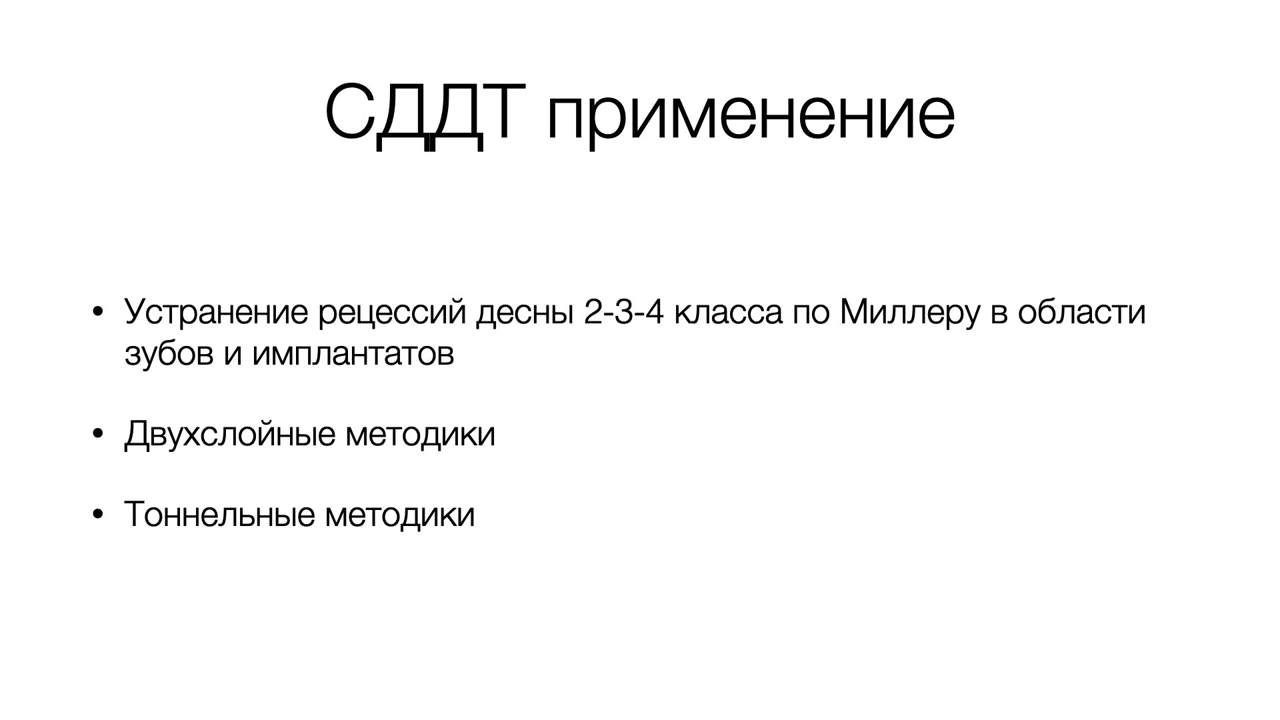 СДДТ применение
• Устранение рецессий десны 2-3-4 класса по Миллеру в области
зубов и имплантатов
• Двухслойные методики
• Тоннельные методики